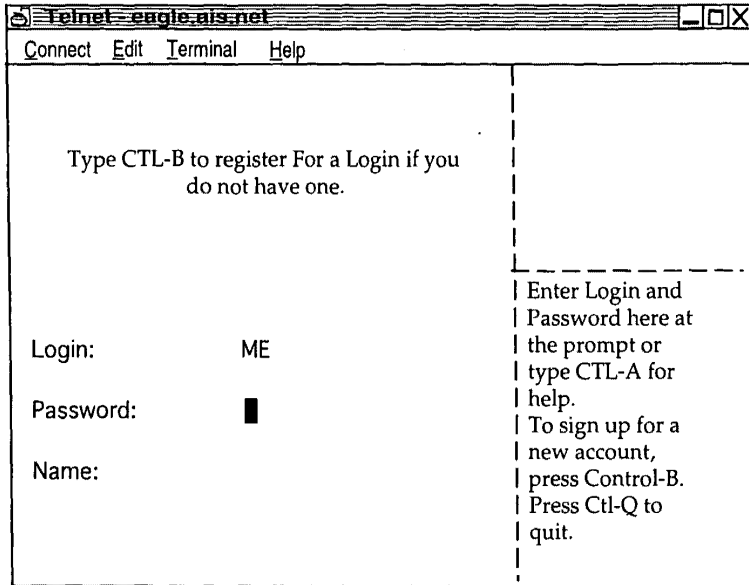 Telnet - eagle.ais.net
Connect Edit Terminal Help
Type CTL-B to register For a Login if you
do not have one.
Login: ME
Password:
Name:
Enter Login and
Password here at
the prompt or
type CTL-A for
help.
To sign up for a
new account,
press Control-B.
Press Ctl-Q to
quit.